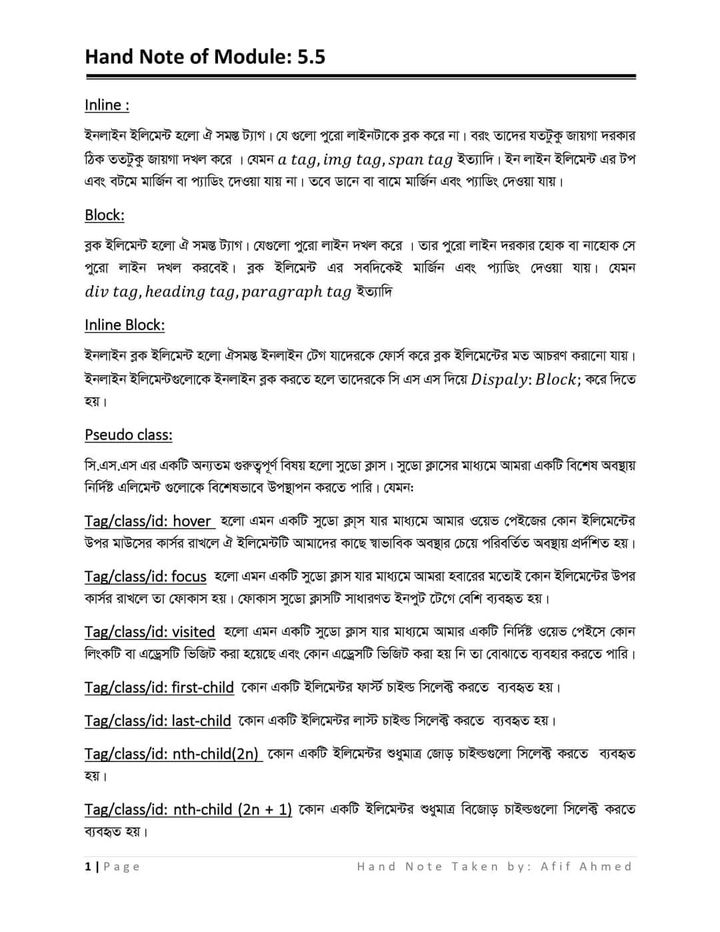 Hand Note of Module: 5.5
Inline :
ইনলাইন ইলিমেন্ট হলো ঐ সমস্ত ট্যাগ। যে গুলো পুরো লাইনটাকে ব্লক করে না। বরং তাদের যতটুকু জায়গা দরকার
ঠিক ততটুকু জায়গা দখল করে । যেমন a tag, img tag, span tag ইত্যাদি। ইন লাইন ইলিমেন্ট এর টপ
এবং বটমে মার্জিন বা প্যাডিং দেওয়া যায় না। তবে ডানে বা বামে মার্জিন এবং প্যাডিং দেওয়া যায়।
Block:
ব্লক ইলিমেন্ট হলো ঐ সমস্ত ট্যাগ। যেগুলো পুরো লাইন দখল করে । তার পুরো লাইন দরকার হোক বা নাহোক সে
পুরো লাইন দখল করবেই। ব্লক ইলিমেন্ট এর সবদিকেই মার্জিন এবং প্যাডিং দেওয়া যায়। যেমন
div tag, heading tag, paragraph tag ইত্যাদি
Inline Block:
ইনলাইন ব্লক ইলিমেন্ট হলো ঐসমস্ত ইনলাইন টেগ যাদেরকে ফোর্স করে ব্লক ইলিমেন্টের মত আচরণ করানো যায়।
ইনলাইন ইলিমেন্টগুলোকে ইনলাইন ব্লক করতে হলে তাদেরকে সি এস এস দিয়ে Dispaly: Block; করে দিতে
হয়।
Pseudo class:
সি.এস.এস এর একটি অন্যতম গুরুত্বপূর্ণ বিষয় হলো সুডো ক্লাস। সুডো ক্লাসের মাধ্যমে আমরা একটি বিশেষ অবস্থায়
নির্দিষ্ট এলিমেন্ট গুলোকে বিশেষভাবে উপস্থাপন করতে পারি। যেমন:
Tag/class/id: hover হলো এমন একটি সুডো ক্লাস যার মাধ্যমে আমার ওয়েভ পেইজের কোন ইলিমেন্টের
উপর মাউসের কার্সর রাখলে ঐ ইলিমেন্টটি আমাদের কাছে স্বাভাবিক অবস্থার চেয়ে পরিবর্তিত অবস্থায় প্রর্দশিত হয়।
Tag/class/id: focus হলো এমন একটি সুডো ক্লাস যার মাধ্যমে আমরা হবারের মতোই কোন ইলিমেন্টের উপর
কার্সর রাখলে তা ফোকাস হয়। ফোকাস সুডো ক্লাসটি সাধারণত ইনপুট টেগে বেশি ব্যবহৃত হয়।
Tag/class/id: visited হলো এমন একটি সুডো ক্লাস যার মাধ্যমে আমার একটি নির্দিষ্ট ওয়েভ পেইসে কোন
লিংকটি বা এড্রেসটি ভিজিট করা হয়েছে এবং কোন এড্রেসটি ভিজিট করা হয় নি তা বোঝাতে ব্যবহার করতে পারি।
Tag/class/id: first-child কোন একটি ইলিমেন্টর ফার্স্ট চাইল্ড সিলেক্ট করতে ব্যবহৃত হয়।
Tag/class/id: last-child কোন একটি ইলিমেন্টর লাস্ট চাইল্ড সিলেক্ট করতে ব্যবহৃত হয়।
Tag/class/id: nth-child(2n) কোন একটি ইলিমেন্টর শুধুমাত্র জোড় চাইল্ডগুলো সিলেক্ট করতে ব্যবহৃত
হয়।
Tag/class/id: nth-child (2n + 1) কোন একটি ইলিমেন্টর শুধুমাত্র বিজোড় চাইল্ডগুলো সিলেক্ট করতে
ব্যবহৃত হয়।
1 | Page Hand Note Taken by: Afif Ahmed